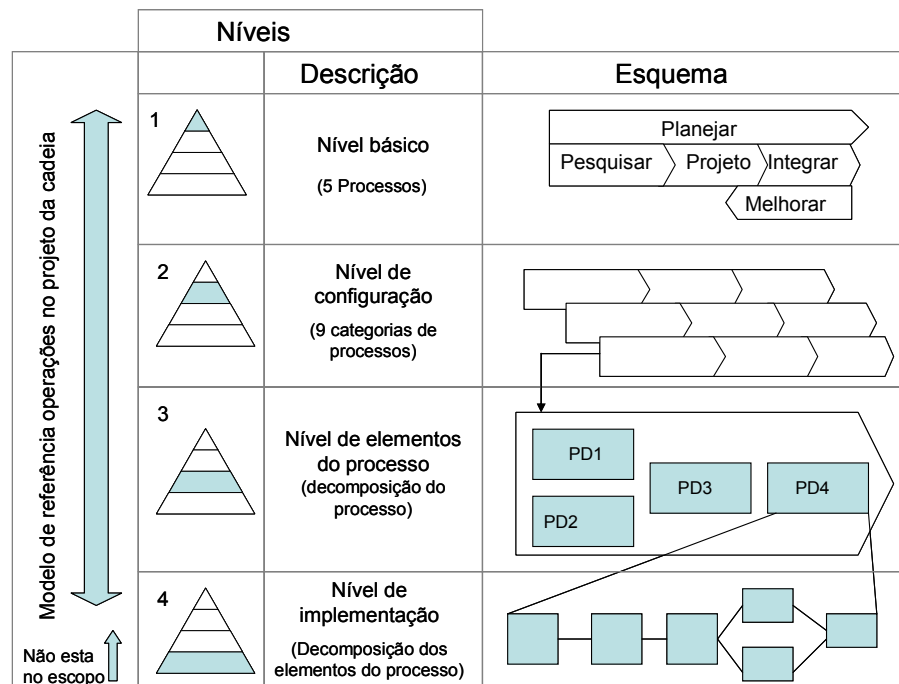 Níveis
Descrição
Esquema
Modelo de referência operações no projeto da cadeia
1
Nível básico
(5 Processos)
Planejar
Pesquisar
Projeto
Integrar
Melhorar
2
Nível de
configuração
(9 categorias de
processos)
3
Nível de elementos
do processo
(decomposição do
processo)
PD1
PD2
PD3
PD4
4
Nível de
implementação
(Decomposição dos
elementos do processo)
Não esta
no escopo